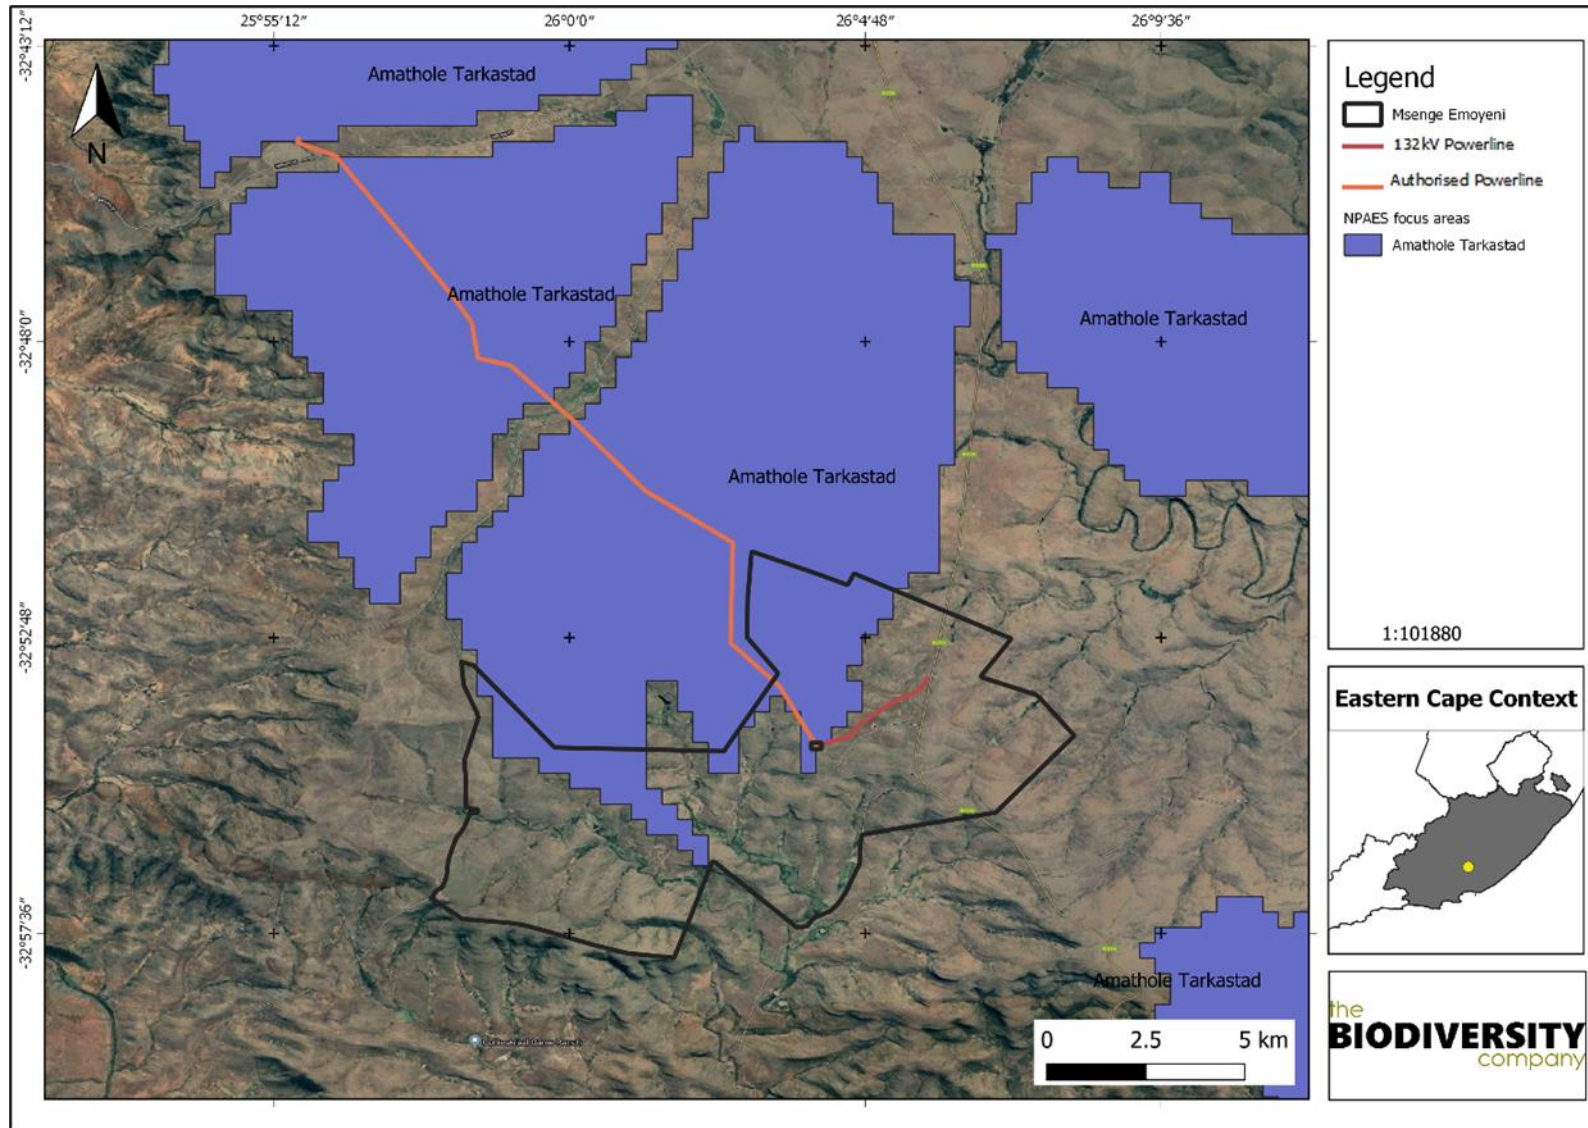 25°55′12″ 26°0′0″ 26°4′48″ 26°9′36″
-32°43′12″
-32°48′0″
-32°52′48″
-32°57′36″
Amathole Tarkastad
Amathole Tarkastad
Amathole Tarkastad
Amathole Tarkastad
Amathole Tarkastad
N
0 2.5 5 km
Legend
Msenge Emoyeni
132kV Powerline
Authorised Powerline
NPAES focus areas
Amathole Tarkastad
1:101880
Eastern Cape Context
the
BIODIVERSITY
company